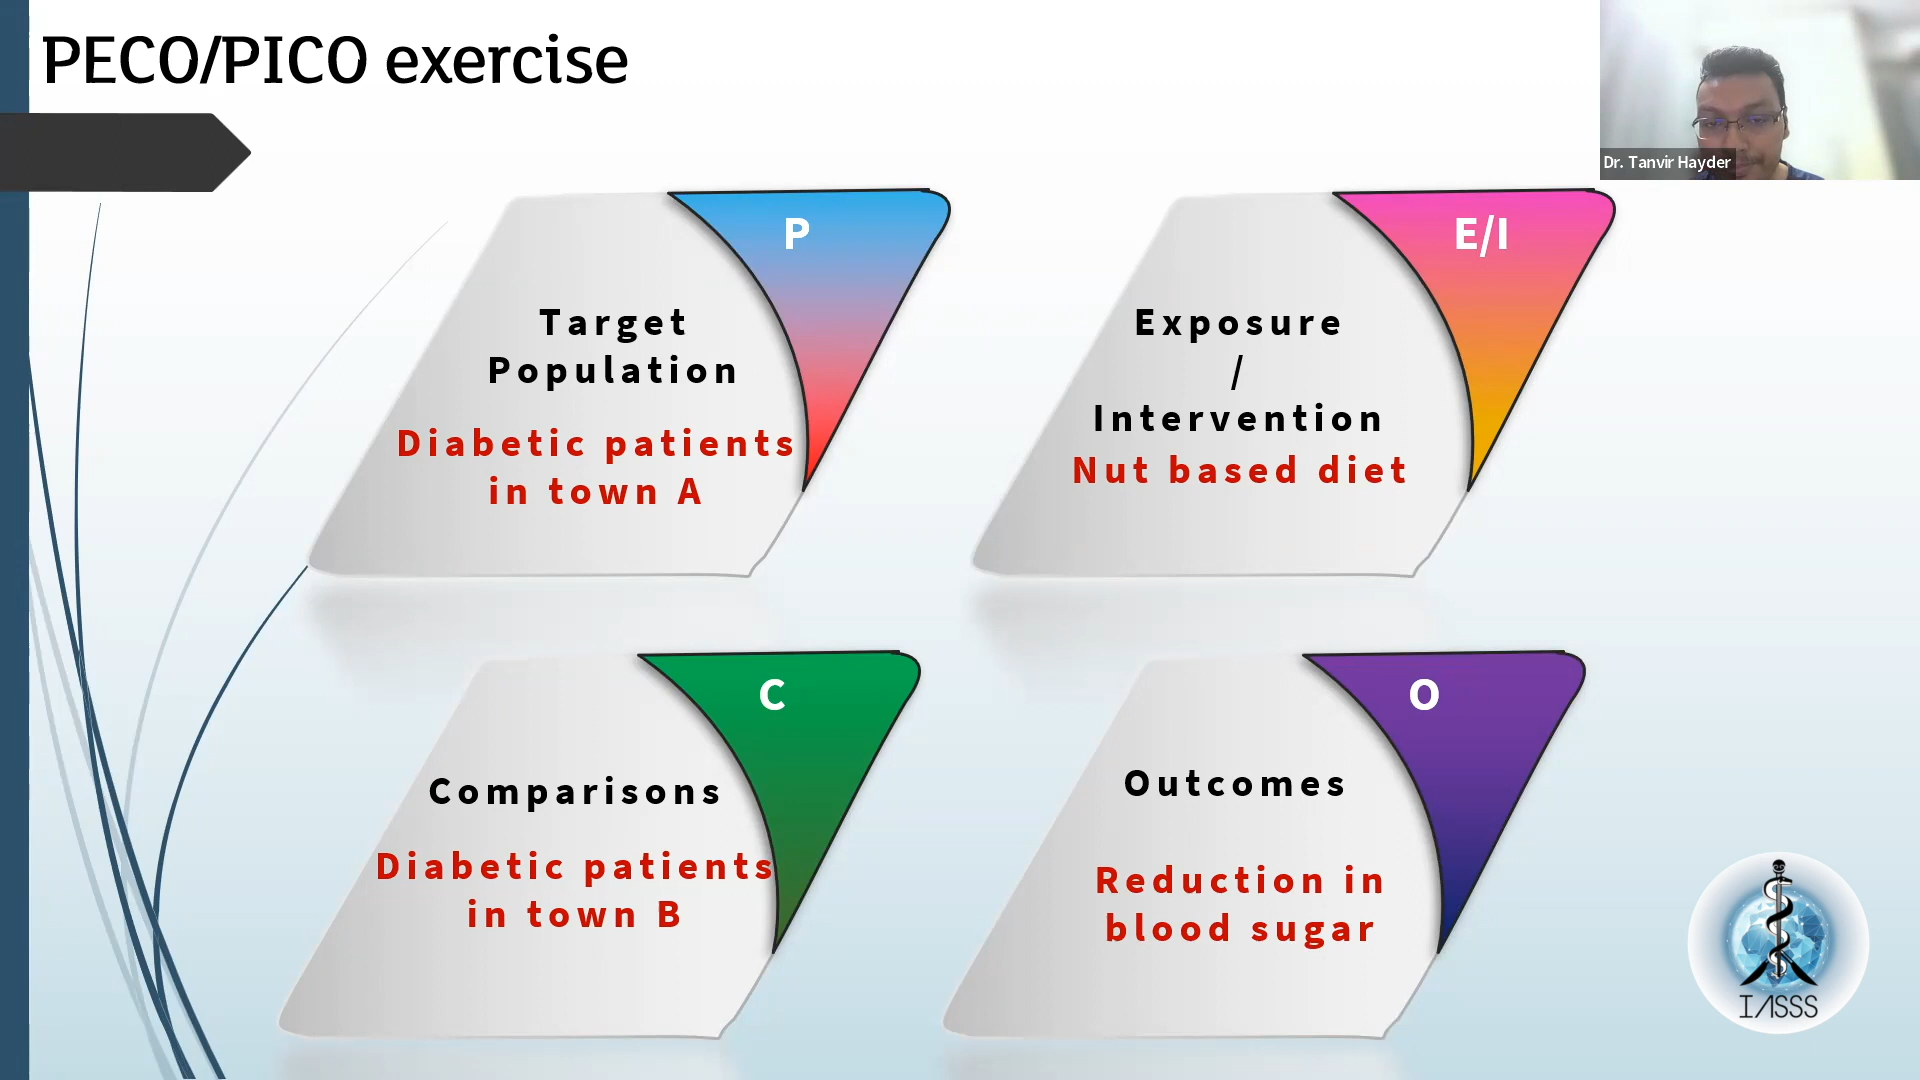 PECO/PICO exercise
Dr. Tanvir Hayder
P
Target
Population
Diabetic patients
in town A
E/I
Exposure
/
Intervention
Nut based diet
C
Comparisons
Diabetic patients
in town B
O
Outcomes
Reduction in
blood sugar
IASSS